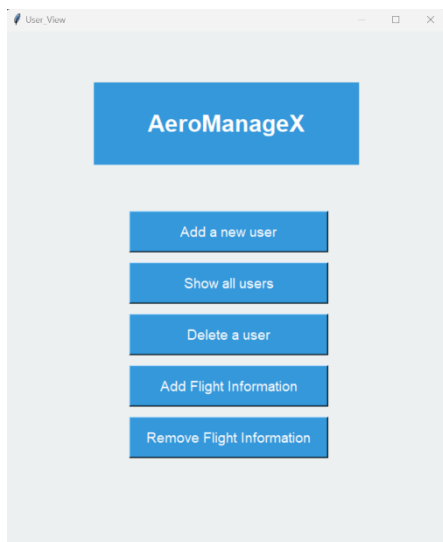 User_View
AeroManageX
Add a new user
Show all users
Delete a user
Add Flight Information
Remove Flight Information